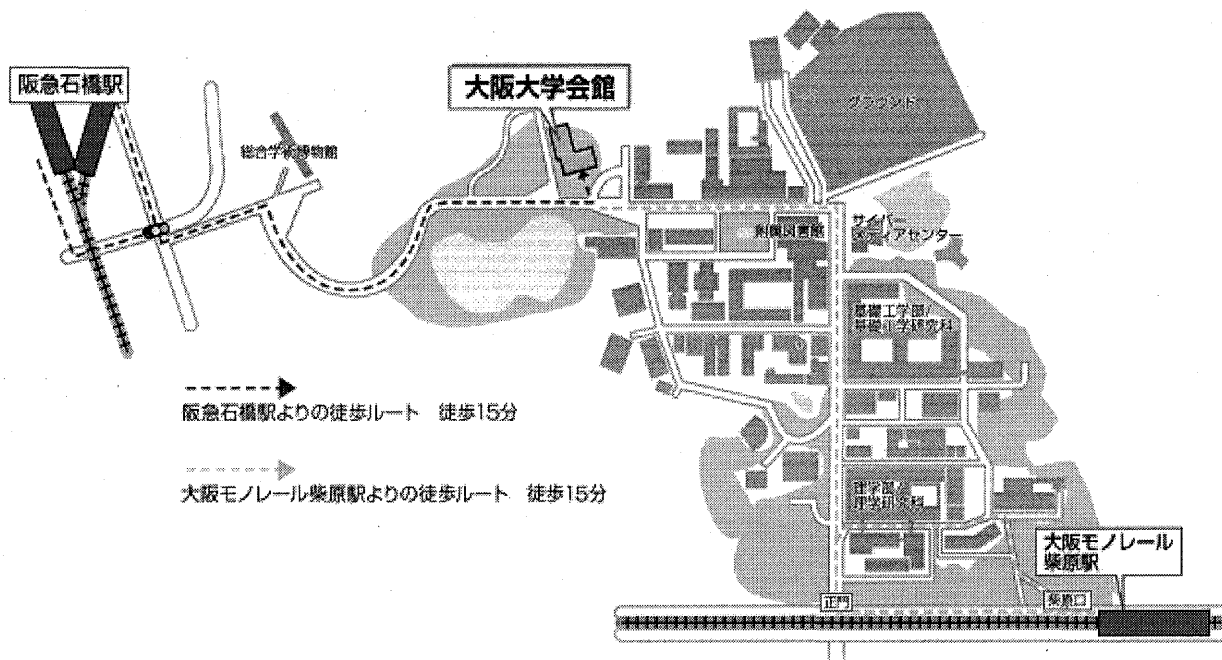 阪急石橋駅
大阪大学会館
グラウンド
総合学術博物館
附属図書館
サイバー
メディアセンター
基礎工学部/
基礎工学研究科
阪急石橋駅よりの徒歩ルート 徒歩15分
大阪モノレール柴原駅よりの徒歩ルート 徒歩15分
理学部/
理学研究科
大阪モノレール
柴原駅
正門
柴原口